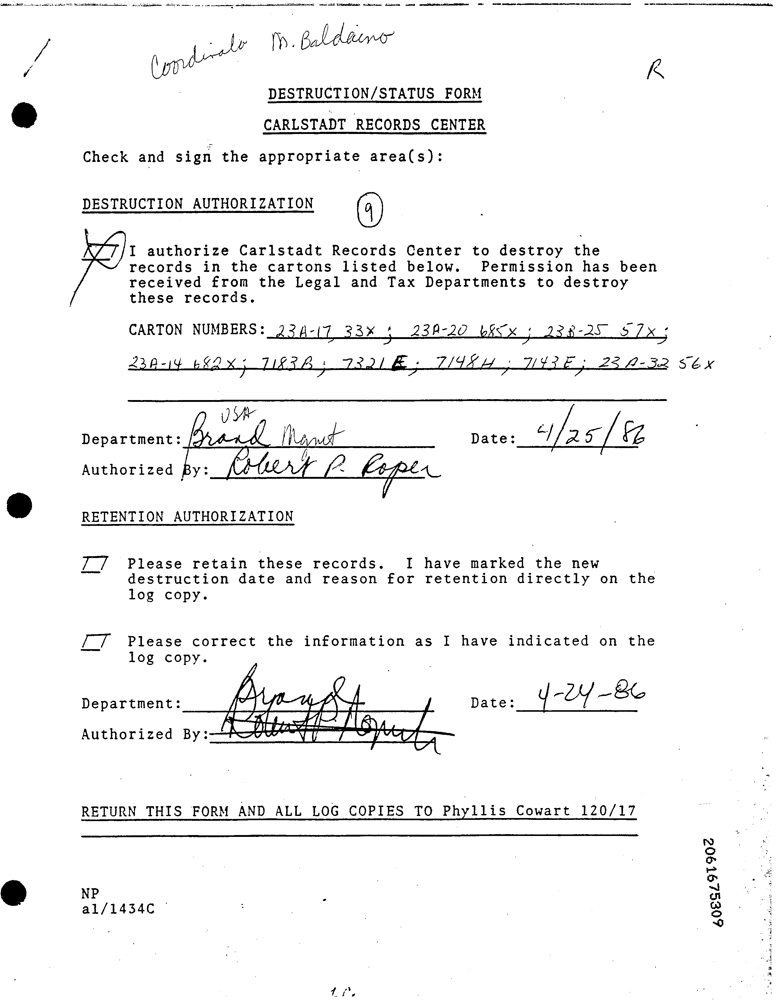 Coordinate M. Baldaino
R
DESTRUCTION/STATUS FORM
CARLSTADT RECORDS CENTER
Check and sign the appropriate area(s):
DESTRUCTION AUTHORIZATION 9
I authorize Carlstadt Records Center to destroy the
records in the cartons listed below. Permission has been
received from the Legal and Tax Departments to destroy
these records.
CARTON NUMBERS: 23A-17 33x ; 23A-20 685x ; 23B-25 57x ;
23A-14 682x ; 7183B ; 7321E ; 7148H ; 7143E ; 23A-32 56x
USA
Department: Brand Mgmt Date: 4/25/86
Authorized By: Robert P. Roper
RETENTION AUTHORIZATION
Please retain these records. I have marked the new
destruction date and reason for retention directly on the
log copy.
Please correct the information as I have indicated on the
log copy.
Department: Date: 4-24-86
Authorized By:
RETURN THIS FORM AND ALL LOG COPIES TO Phyllis Cowart 120/17
NP
a1/1434C
2061675309